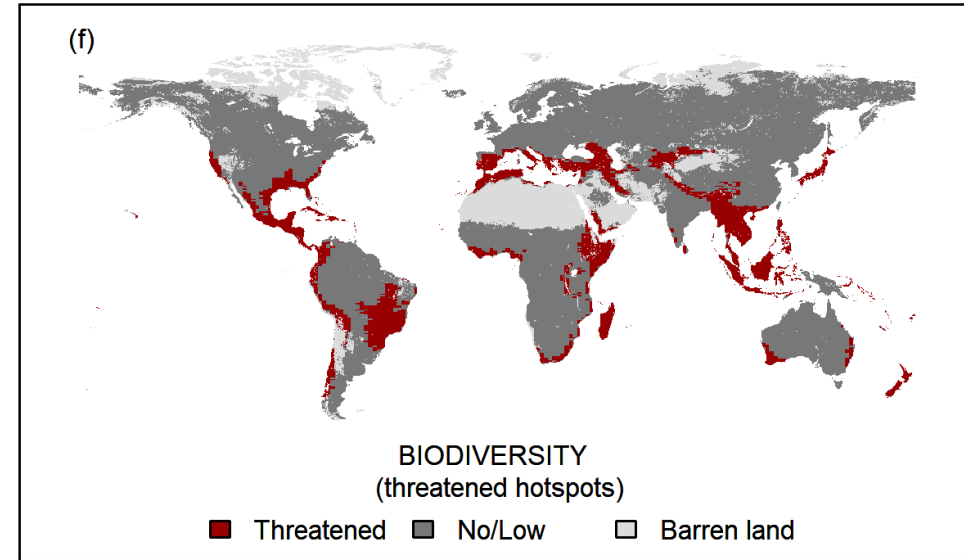 (f)
BIODIVERSITY
(threatened hotspots)
Threatened No/Low Barren land